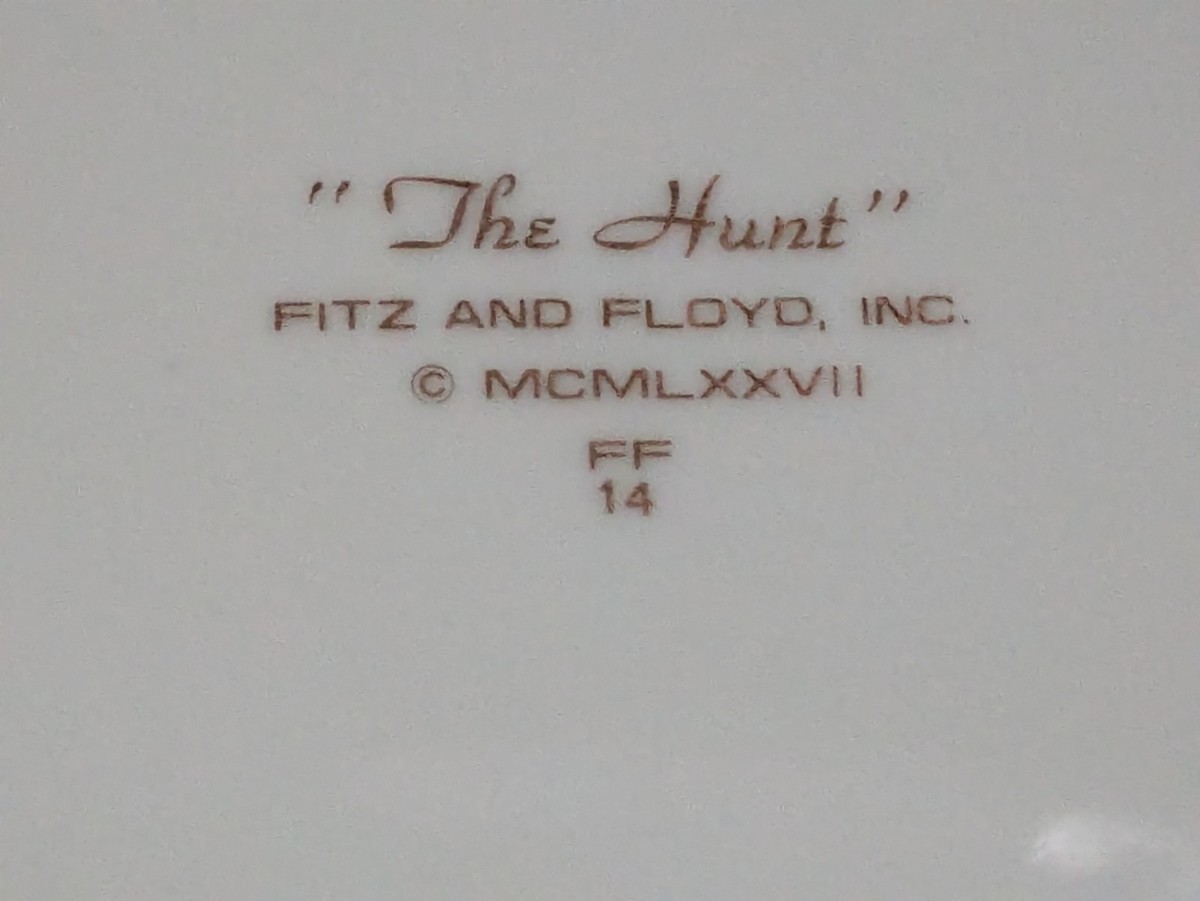 "The Hunt"
FITZ AND FLOYD, INC.
© MCMLXXVII
FF
14